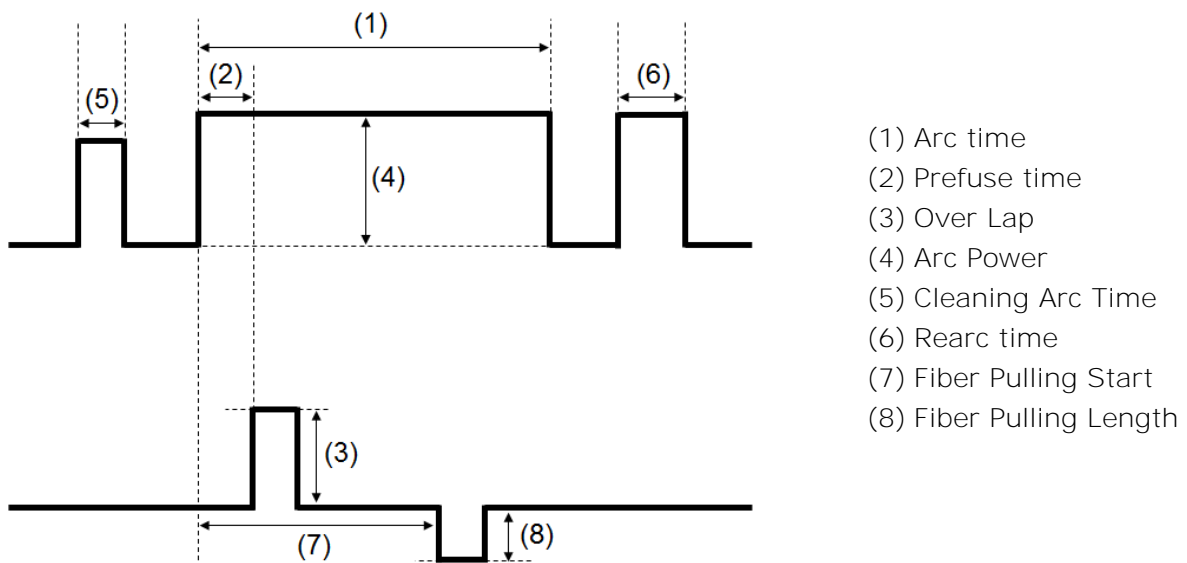 (1)
(2)
(5)
(6)
(4)
(3)
(7)
(8)
(1) Arc time
(2) Prefuse time
(3) Over Lap
(4) Arc Power
(5) Cleaning Arc Time
(6) Rearc time
(7) Fiber Pulling Start
(8) Fiber Pulling Length